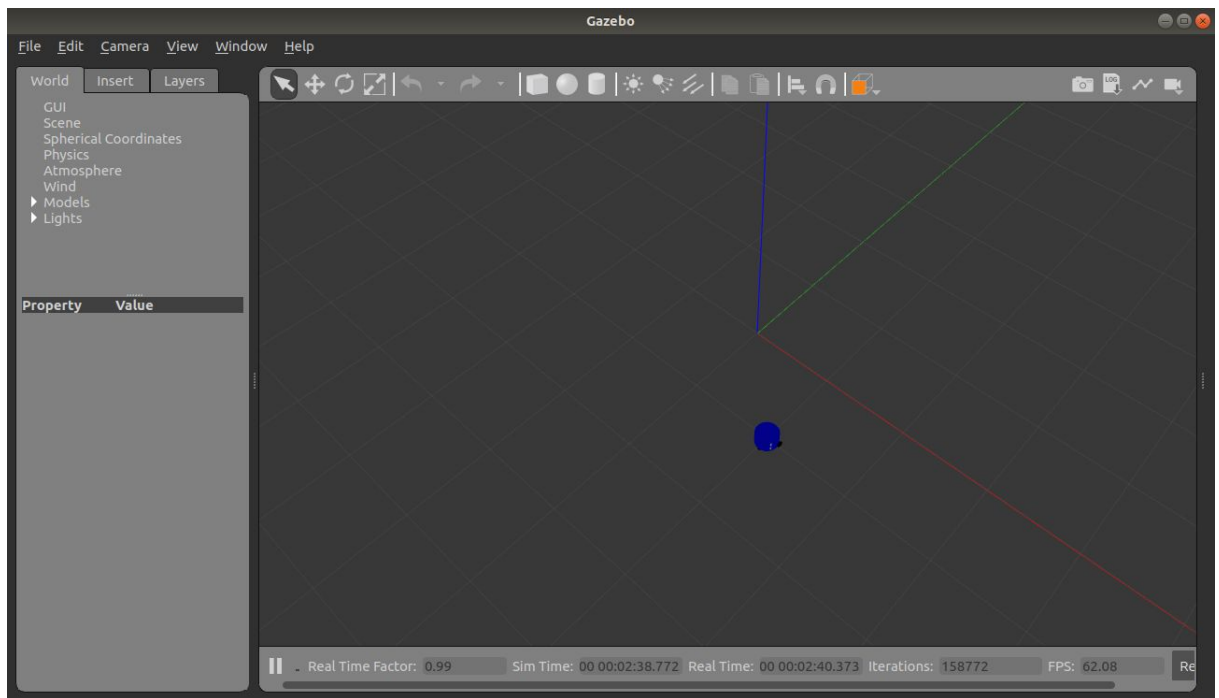 Gazebo
File Edit Camera View Window Help
World Insert Layers
LOG
GUI
Scene
Spherical Coordinates
Physics
Atmosphere
Wind
Models
Lights
Property Value
Real Time Factor: 0.99 Sim Time: 00 00:02:38.772 Real Time: 00 00:02:40.373 Iterations: 158772 FPS: 62.08 Re